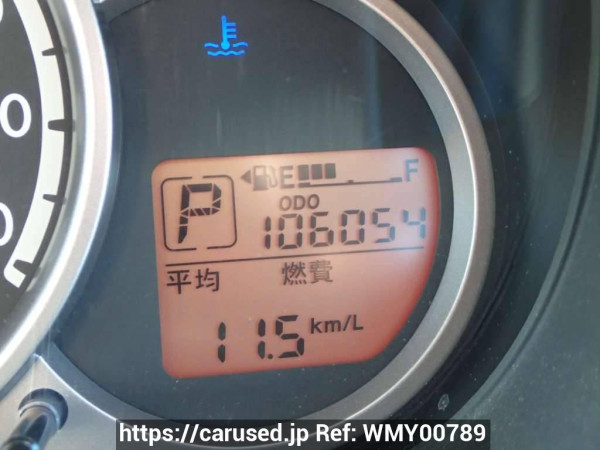 E F
P
ODO
106054
平均 燃費
11.5 km/L
https://carused.jp Ref: WMY00789